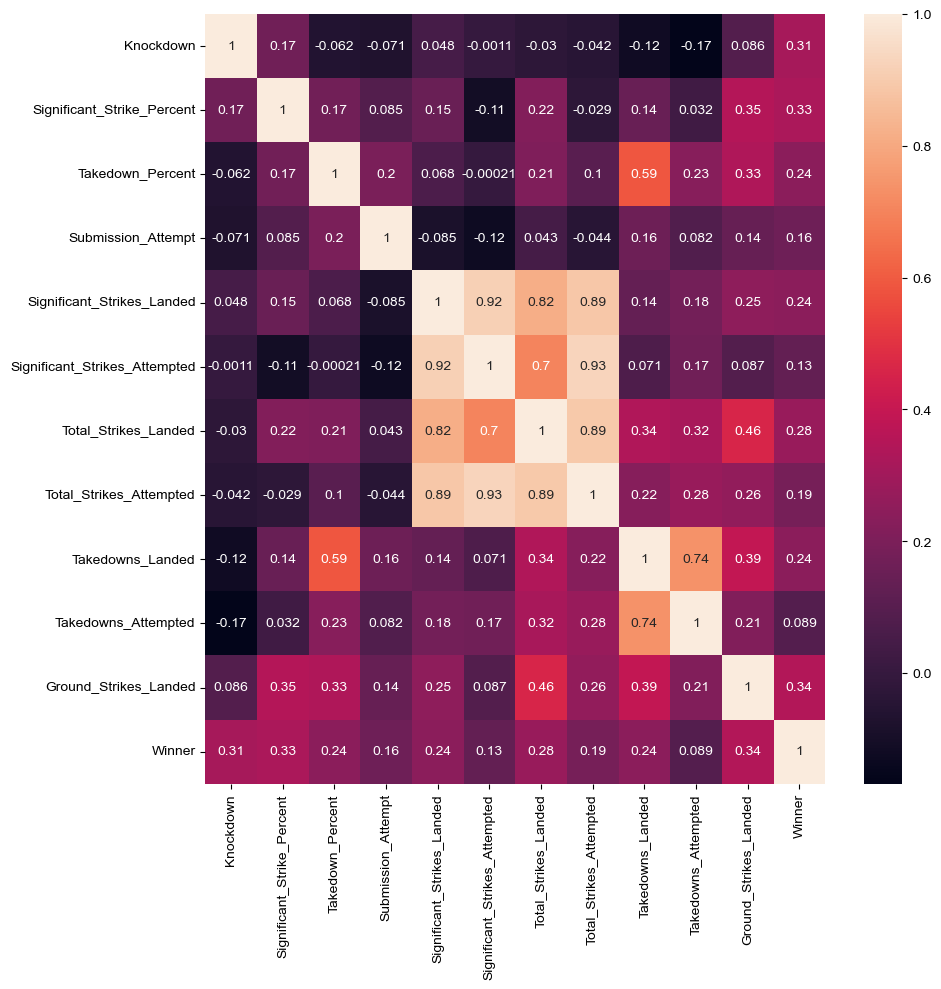 Knockdown 1 0.17 -0.062 -0.071 0.048 -0.0011 -0.03 -0.042 -0.12 -0.17 0.086 0.31
Significant_Strike_Percent 0.17 1 0.17 0.085 0.15 -0.11 0.22 -0.029 0.14 0.032 0.35 0.33
Takedown_Percent -0.062 0.17 1 0.2 0.068 -0.00021 0.21 0.1 0.59 0.23 0.33 0.24
Submission_Attempt -0.071 0.085 0.2 1 -0.085 -0.12 0.043 -0.044 0.16 0.082 0.14 0.16
Significant_Strikes_Landed 0.048 0.15 0.068 -0.085 1 0.92 0.82 0.89 0.14 0.18 0.25 0.24
Significant_Strikes_Attempted -0.0011 -0.11 -0.00021 -0.12 0.92 1 0.7 0.93 0.071 0.17 0.087 0.13
Total_Strikes_Landed -0.03 0.22 0.21 0.043 0.82 0.7 1 0.89 0.34 0.32 0.46 0.28
Total_Strikes_Attempted -0.042 -0.029 0.1 -0.044 0.89 0.93 0.89 1 0.22 0.28 0.26 0.19
Takedowns_Landed -0.12 0.14 0.59 0.16 0.14 0.071 0.34 0.22 1 0.74 0.39 0.24
Takedowns_Attempted -0.17 0.032 0.23 0.082 0.18 0.17 0.32 0.28 0.74 1 0.21 0.089
Ground_Strikes_Landed 0.086 0.35 0.33 0.14 0.25 0.087 0.46 0.26 0.39 0.21 1 0.34
Winner 0.31 0.33 0.24 0.16 0.24 0.13 0.28 0.19 0.24 0.089 0.34 1
Knockdown
Significant_Strike_Percent
Takedown_Percent
Submission_Attempt
Significant_Strikes_Landed
Significant_Strikes_Attempted
Total_Strikes_Landed
Total_Strikes_Attempted
Takedowns_Landed
Takedowns_Attempted
Ground_Strikes_Landed
Winner
1.0
0.8
0.6
0.4
0.2
0.0